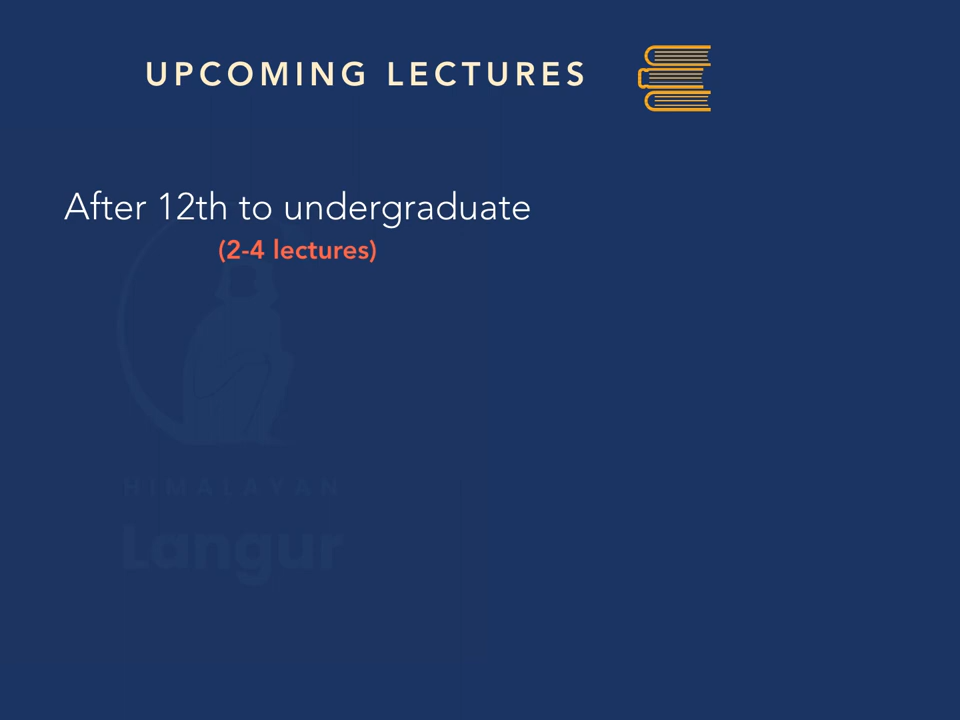 UPCOMING LECTURES
After 12th to undergraduate
(2-4 lectures)
HIMALAYAN
Langur